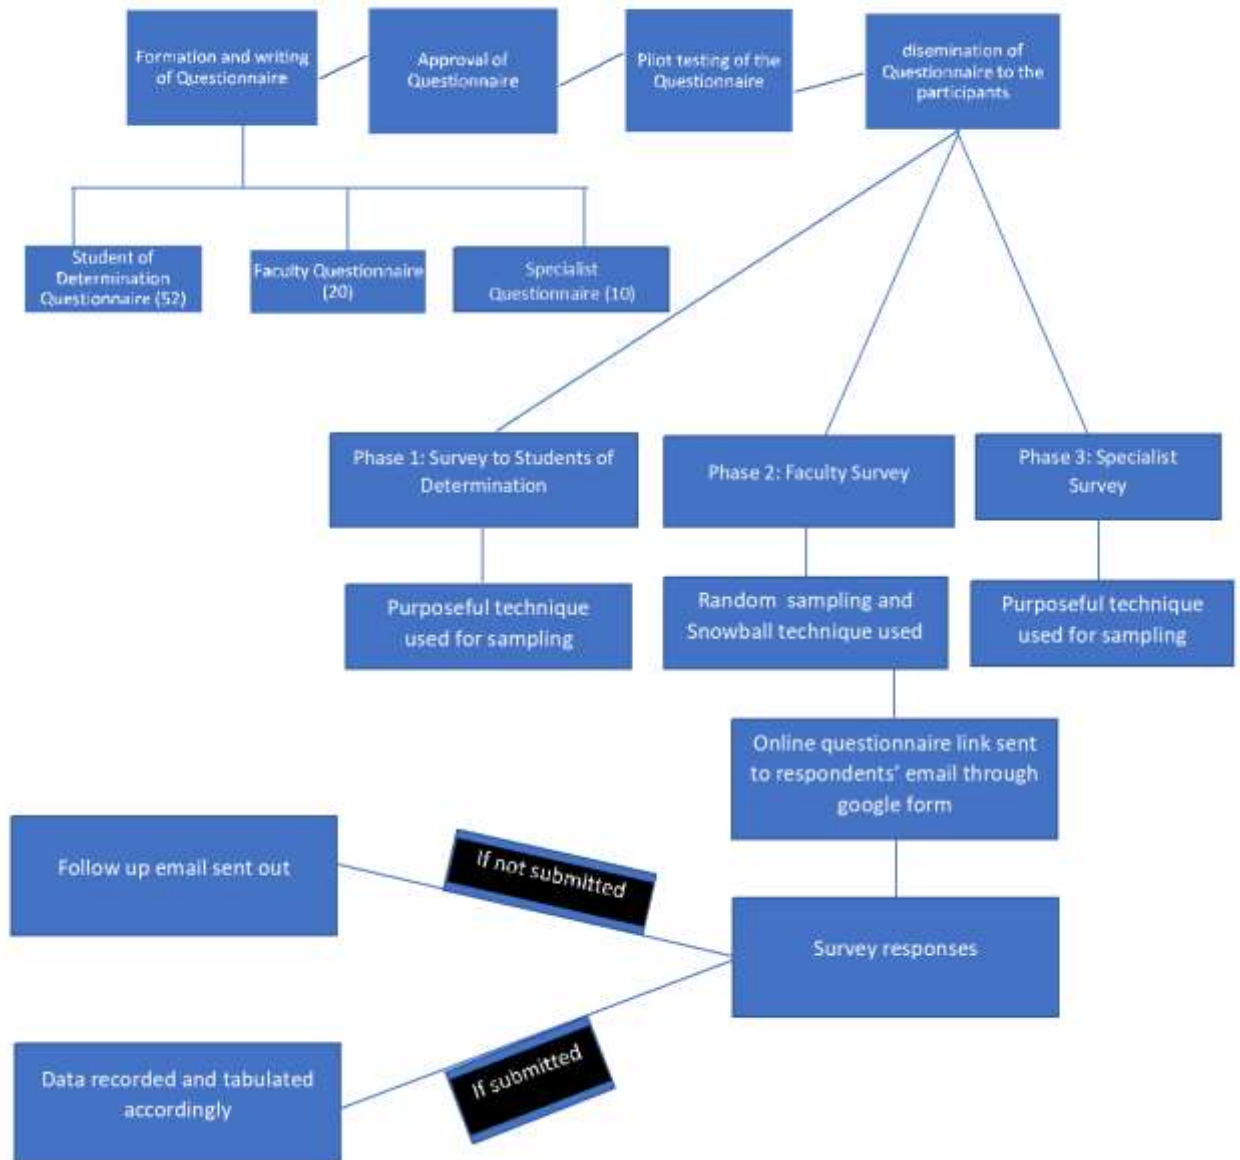 Formation and writing
of Questionnaire
Approval of
Questionnaire
Pilot testing of the
Questionnaire
disemination of
Questionnaire to the
participants
Student of
Determination
Questionnaire (52)
Faculty Questionnaire
(20)
Specialist
Questionnaire (10)
Phase 1: Survey to Students of
Determination
Phase 2: Faculty Survey
Phase 3: Specialist
Survey
Purposeful technique
used for sampling
Random sampling and
Snowball technique used
Purposeful technique
used for sampling
Online questionnaire link sent
to respondents’ email through
google form
Follow up email sent out
If not submitted
Survey responses
Data recorded and tabulated
accordingly
If submitted